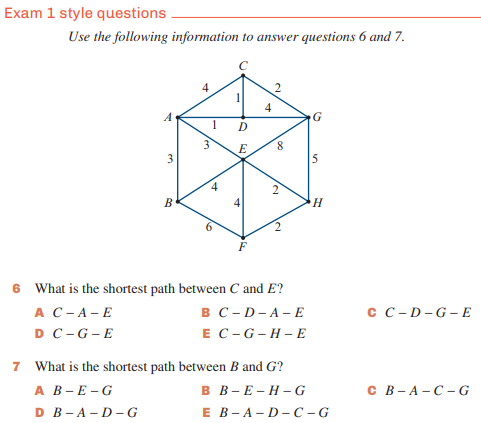 Exam 1 style questions
Use the following information to answer questions 6 and 7.
C
4 2
1 4
A G
1 D
3 E 8
3 5
4 2
B 4 H
6 2
F
6 What is the shortest path between C and E?
A C – A – E B C – D – A – E C C – D – G – E
D C – G – E E C – G – H – E
7 What is the shortest path between B and G?
A B – E – G B B – E – H – G C B – A – C – G
D B – A – D – G E B – A – D – C – G